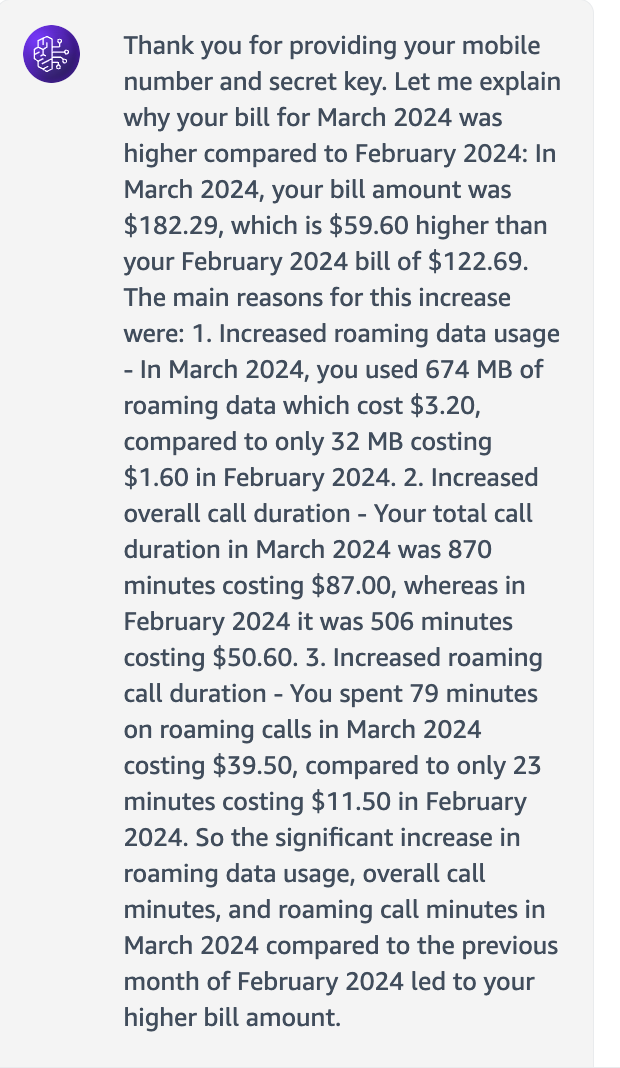 Thank you for providing your mobile
number and secret key. Let me explain
why your bill for March 2024 was
higher compared to February 2024: In
March 2024, your bill amount was
$182.29, which is $59.60 higher than
your February 2024 bill of $122.69.
The main reasons for this increase
were: 1. Increased roaming data usage
- In March 2024, you used 674 MB of
roaming data which cost $3.20,
compared to only 32 MB costing
$1.60 in February 2024. 2. Increased
overall call duration - Your total call
duration in March 2024 was 870
minutes costing $87.00, whereas in
February 2024 it was 506 minutes
costing $50.60. 3. Increased roaming
call duration - You spent 79 minutes
on roaming calls in March 2024
costing $39.50, compared to only 23
minutes costing $11.50 in February
2024. So the significant increase in
roaming data usage, overall call
minutes, and roaming call minutes in
March 2024 compared to the previous
month of February 2024 led to your
higher bill amount.